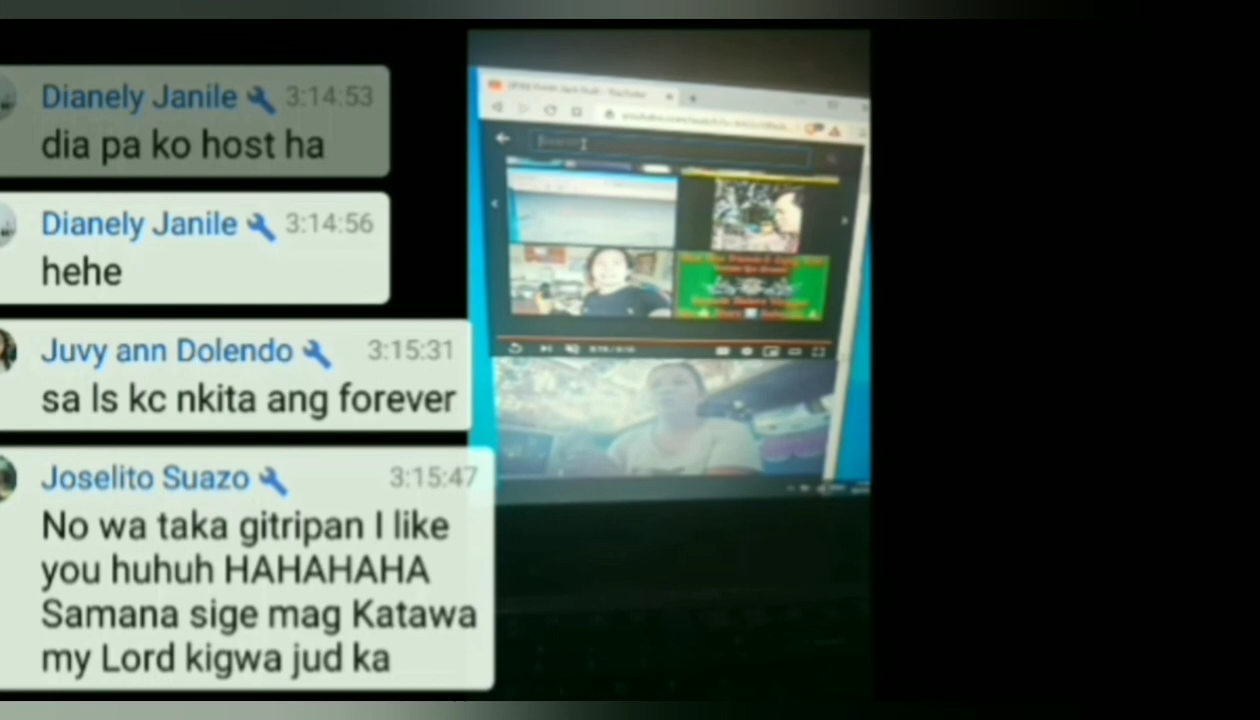 Dianely Janile 3:14:53
dia pa ko host ha
Dianely Janile 3:14:56
hehe
Juvy ann Dolendo 3:15:31
sa ls kc nkita ang forever
Joselito Suazo 3:15:47
No wa taka gitripan I like
you huhuh HAHAHAHA
Samana sige mag Katawa
my Lord kigwa jud ka